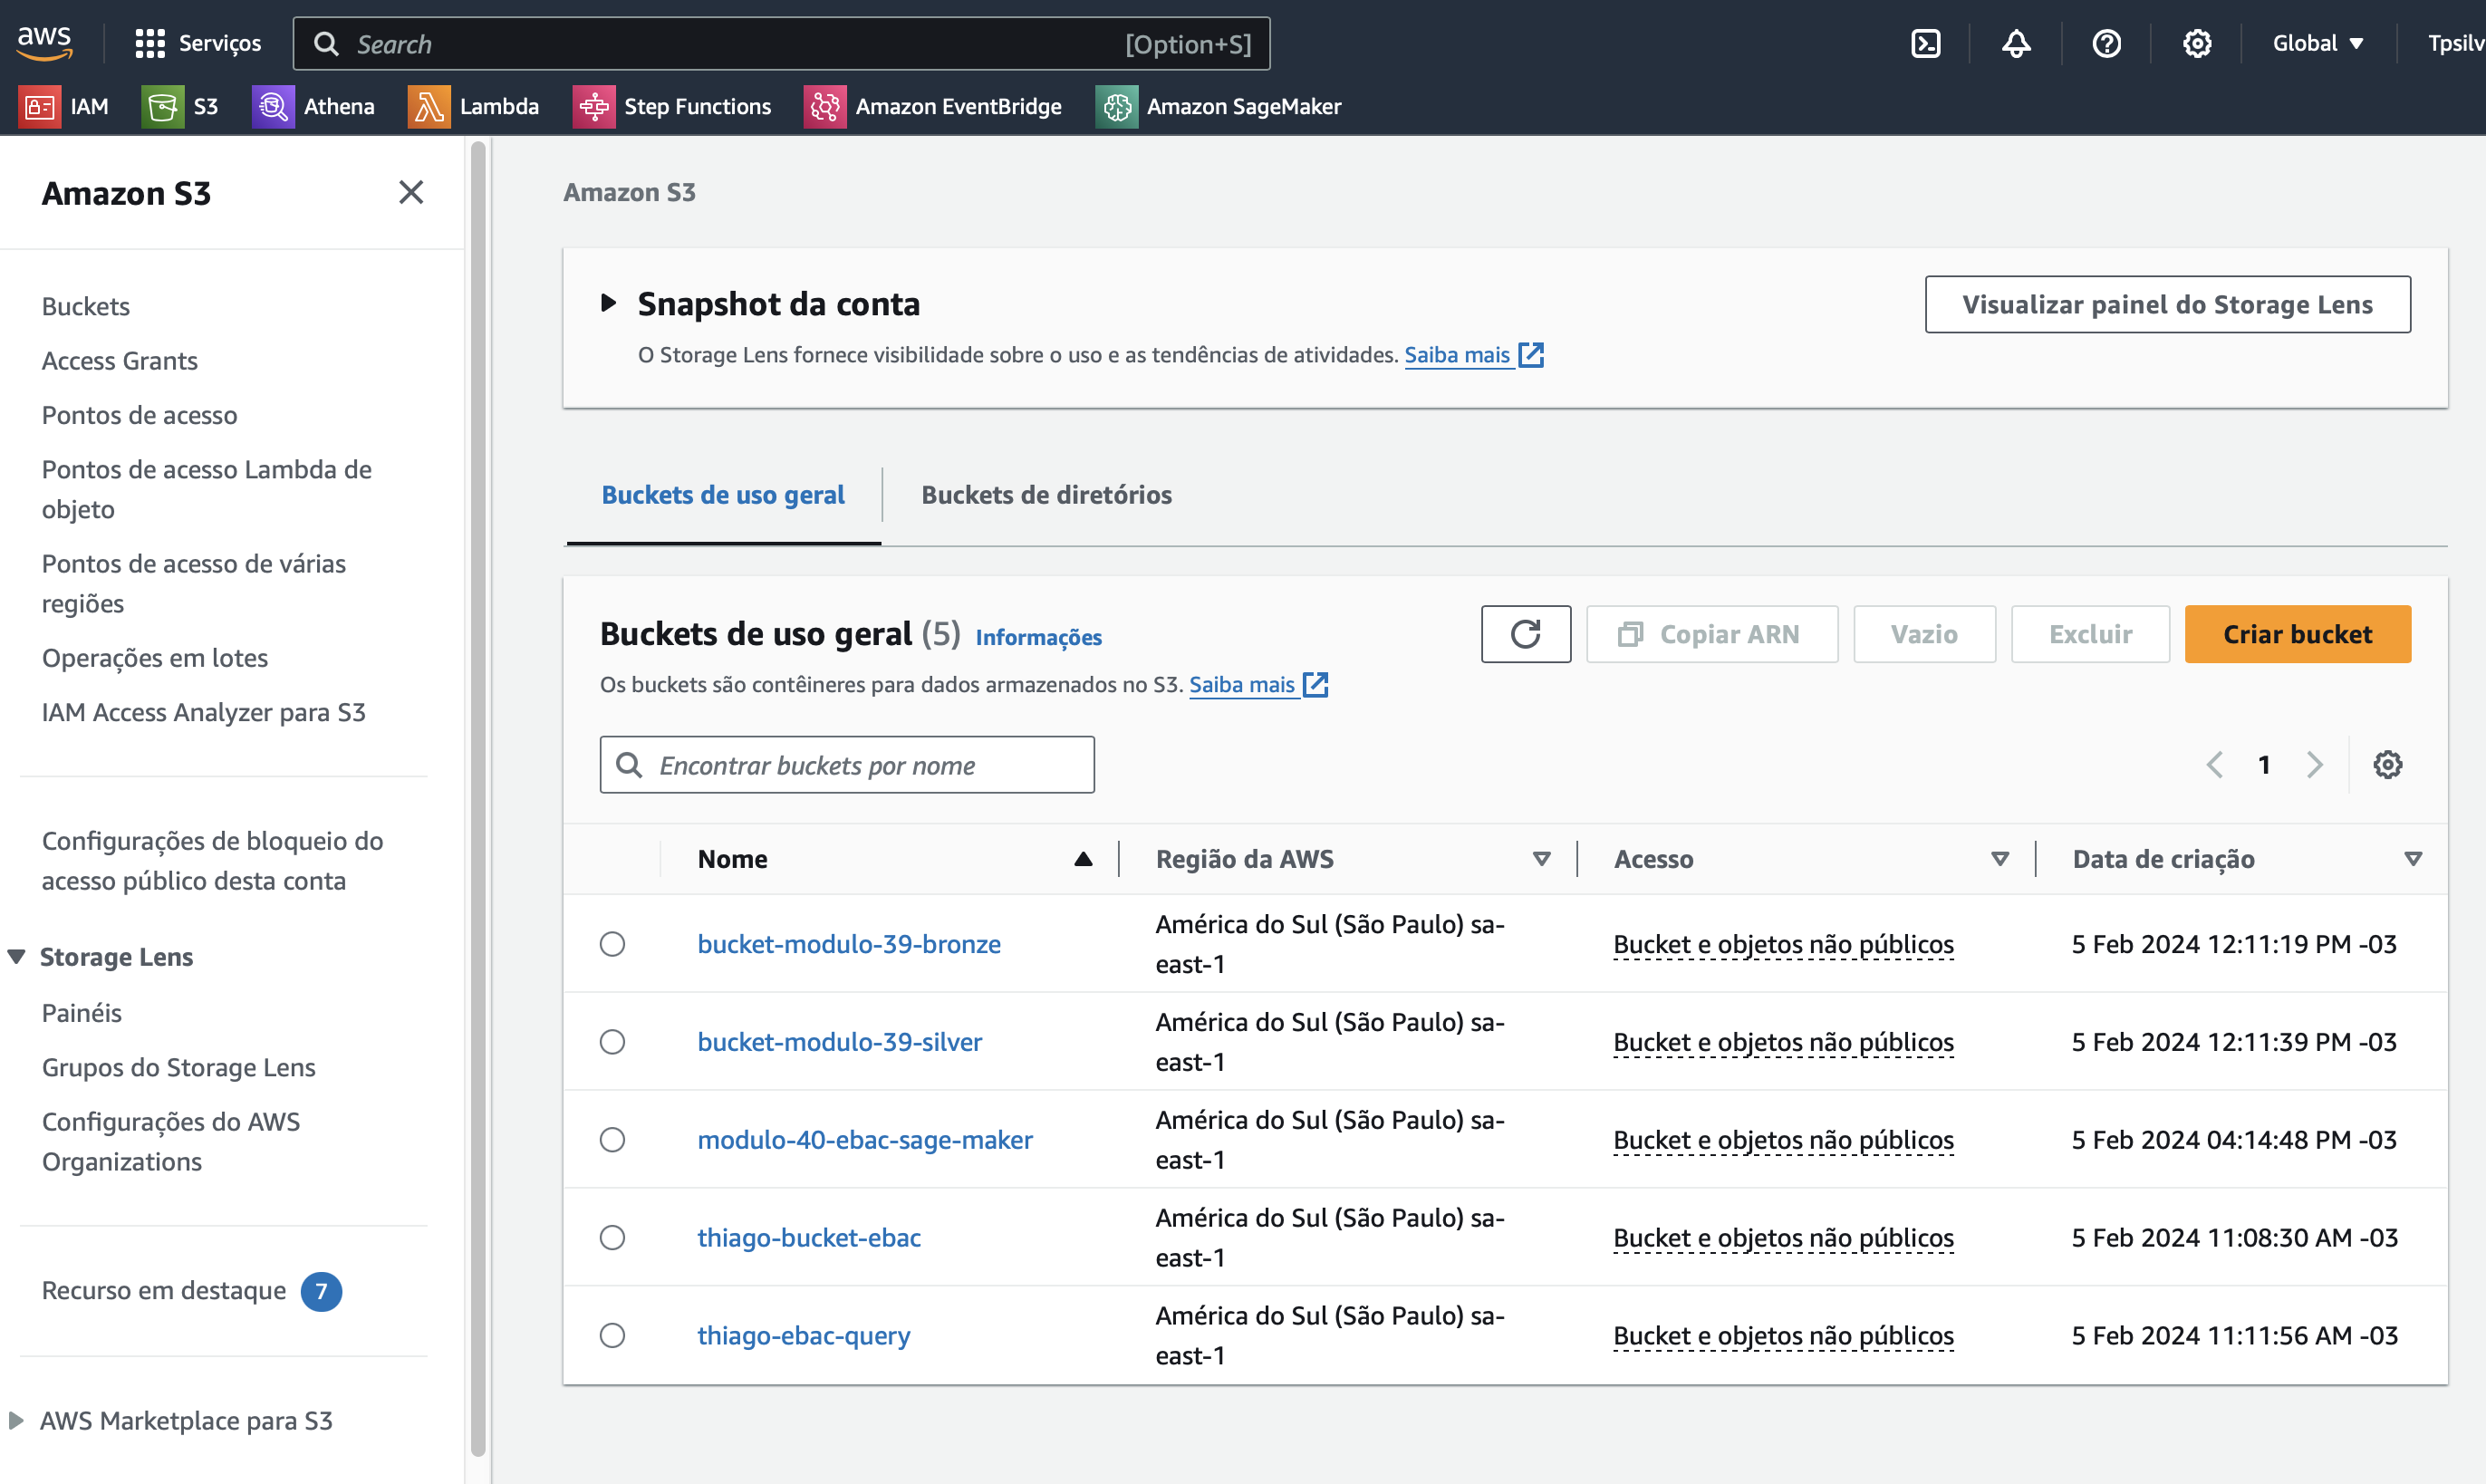 aws
Serviços
Search
[Option+S]
Global
Tpsilv
IAM
S3
Athena
Lambda
Step Functions
Amazon EventBridge
Amazon SageMaker
Amazon S3
Buckets
Access Grants
Pontos de acesso
Pontos de acesso Lambda de
objeto
Pontos de acesso de várias
regiões
Operações em lotes
IAM Access Analyzer para S3
Configurações de bloqueio do
acesso público desta conta
Storage Lens
Painéis
Grupos do Storage Lens
Configurações do AWS
Organizations
Recurso em destaque 7
AWS Marketplace para S3
Amazon S3
Snapshot da conta
O Storage Lens fornece visibilidade sobre o uso e as tendências de atividades. Saiba mais
Visualizar painel do Storage Lens
Buckets de uso geral
Buckets de diretórios
Buckets de uso geral (5) Informações
Os buckets são contêineres para dados armazenados no S3. Saiba mais
Copiar ARN
Vazio
Excluir
Criar bucket
Encontrar buckets por nome
1
Nome
Região da AWS
Acesso
Data de criação
bucket-modulo-39-bronze
América do Sul (São Paulo) sa-
east-1
Bucket e objetos não públicos
5 Feb 2024 12:11:19 PM -03
bucket-modulo-39-silver
América do Sul (São Paulo) sa-
east-1
Bucket e objetos não públicos
5 Feb 2024 12:11:39 PM -03
modulo-40-ebac-sage-maker
América do Sul (São Paulo) sa-
east-1
Bucket e objetos não públicos
5 Feb 2024 04:14:48 PM -03
thiago-bucket-ebac
América do Sul (São Paulo) sa-
east-1
Bucket e objetos não públicos
5 Feb 2024 11:08:30 AM -03
thiago-ebac-query
América do Sul (São Paulo) sa-
east-1
Bucket e objetos não públicos
5 Feb 2024 11:11:56 AM -03